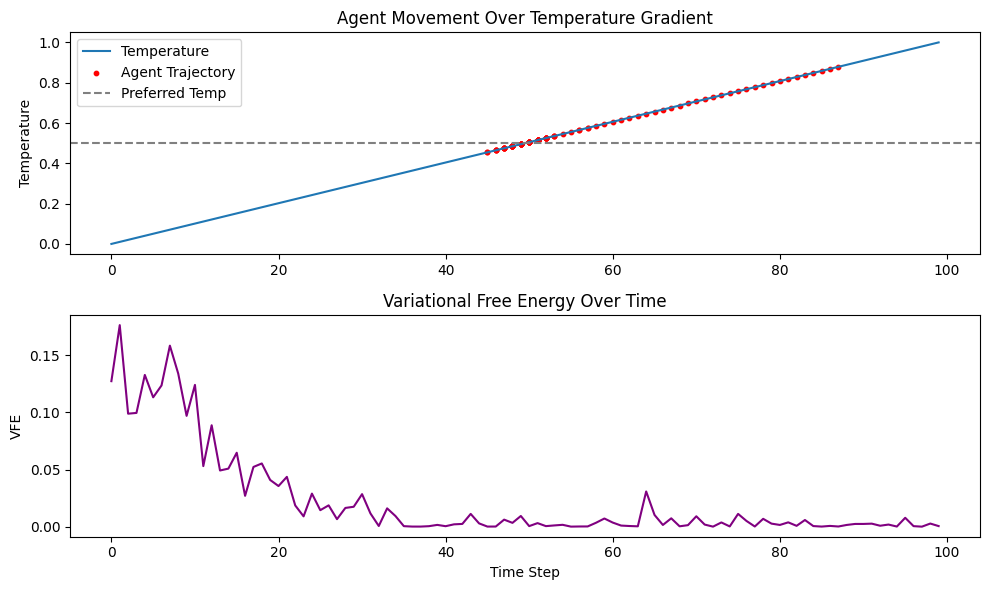 Agent Movement Over Temperature Gradient
Temperature
Agent Trajectory
Preferred Temp
Temperature
1.0
0.8
0.6
0.4
0.2
0.0
0 20 40 60 80 100
Variational Free Energy Over Time
VFE
0.15
0.10
0.05
0.00
0 20 40 60 80 100
Time Step